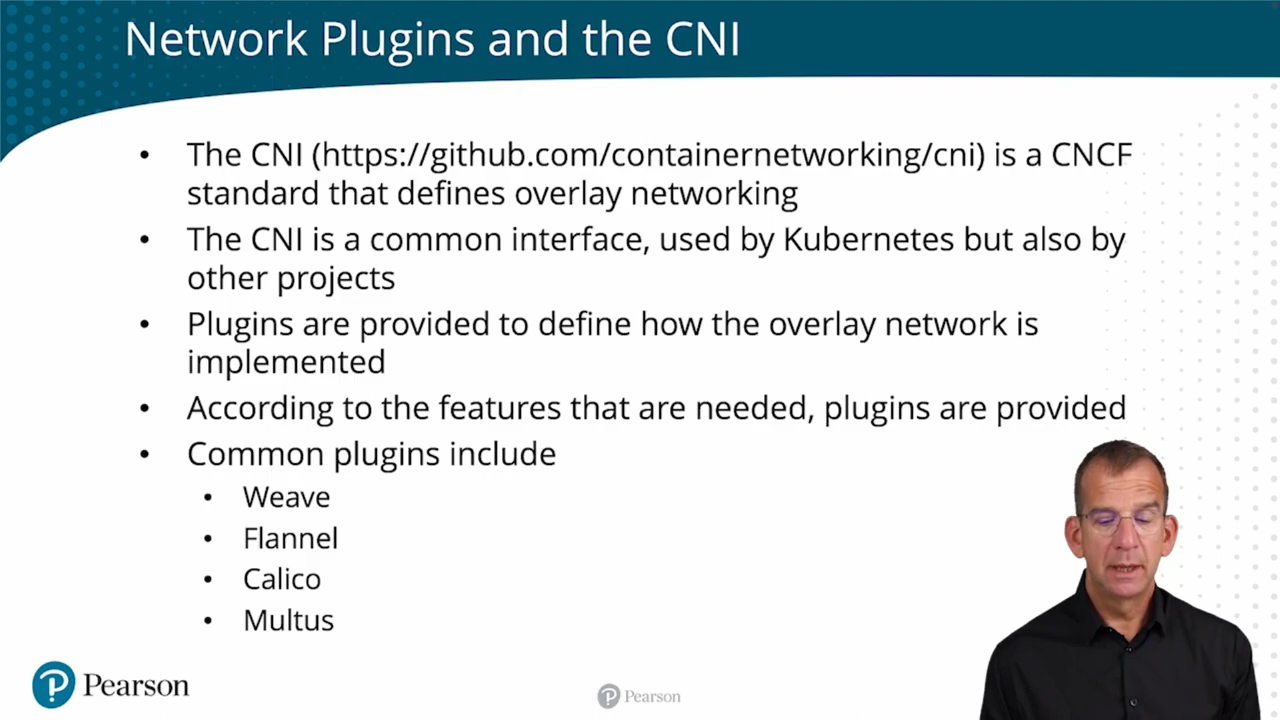 Network Plugins and the CNI
• The CNI (https://github.com/containernetworking/cni) is a CNCF
standard that defines overlay networking
• The CNI is a common interface, used by Kubernetes but also by
other projects
• Plugins are provided to define how the overlay network is
implemented
• According to the features that are needed, plugins are provided
• Common plugins include
• Weave
• Flannel
• Calico
• Multus
Pearson
Pearson